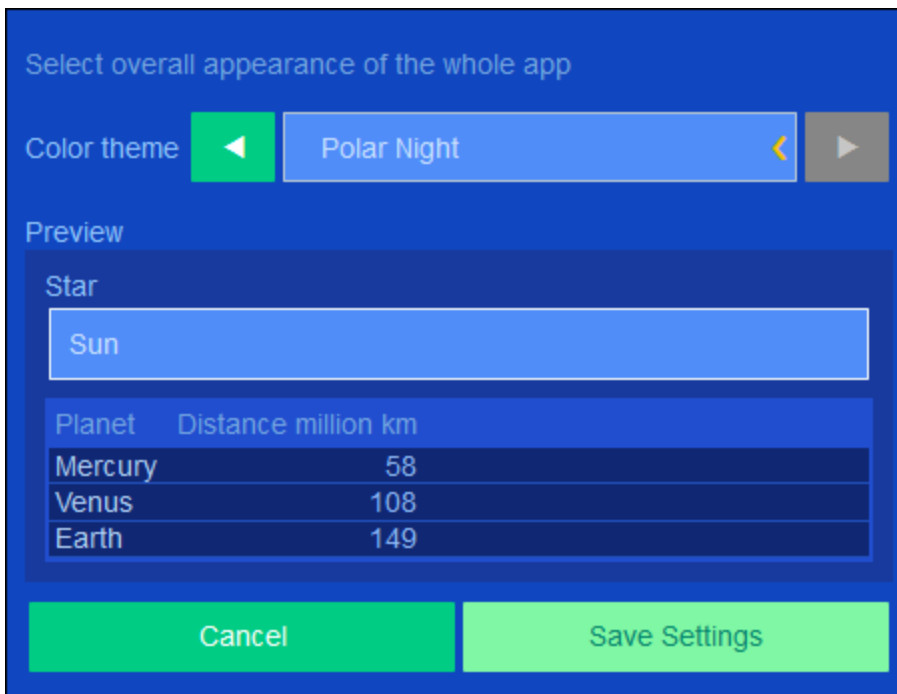 Select overall appearance of the whole app
Color theme
Polar Night
Preview
Star
Sun
Planet Distance million km
Mercury 58
Venus 108
Earth 149
Cancel Save Settings